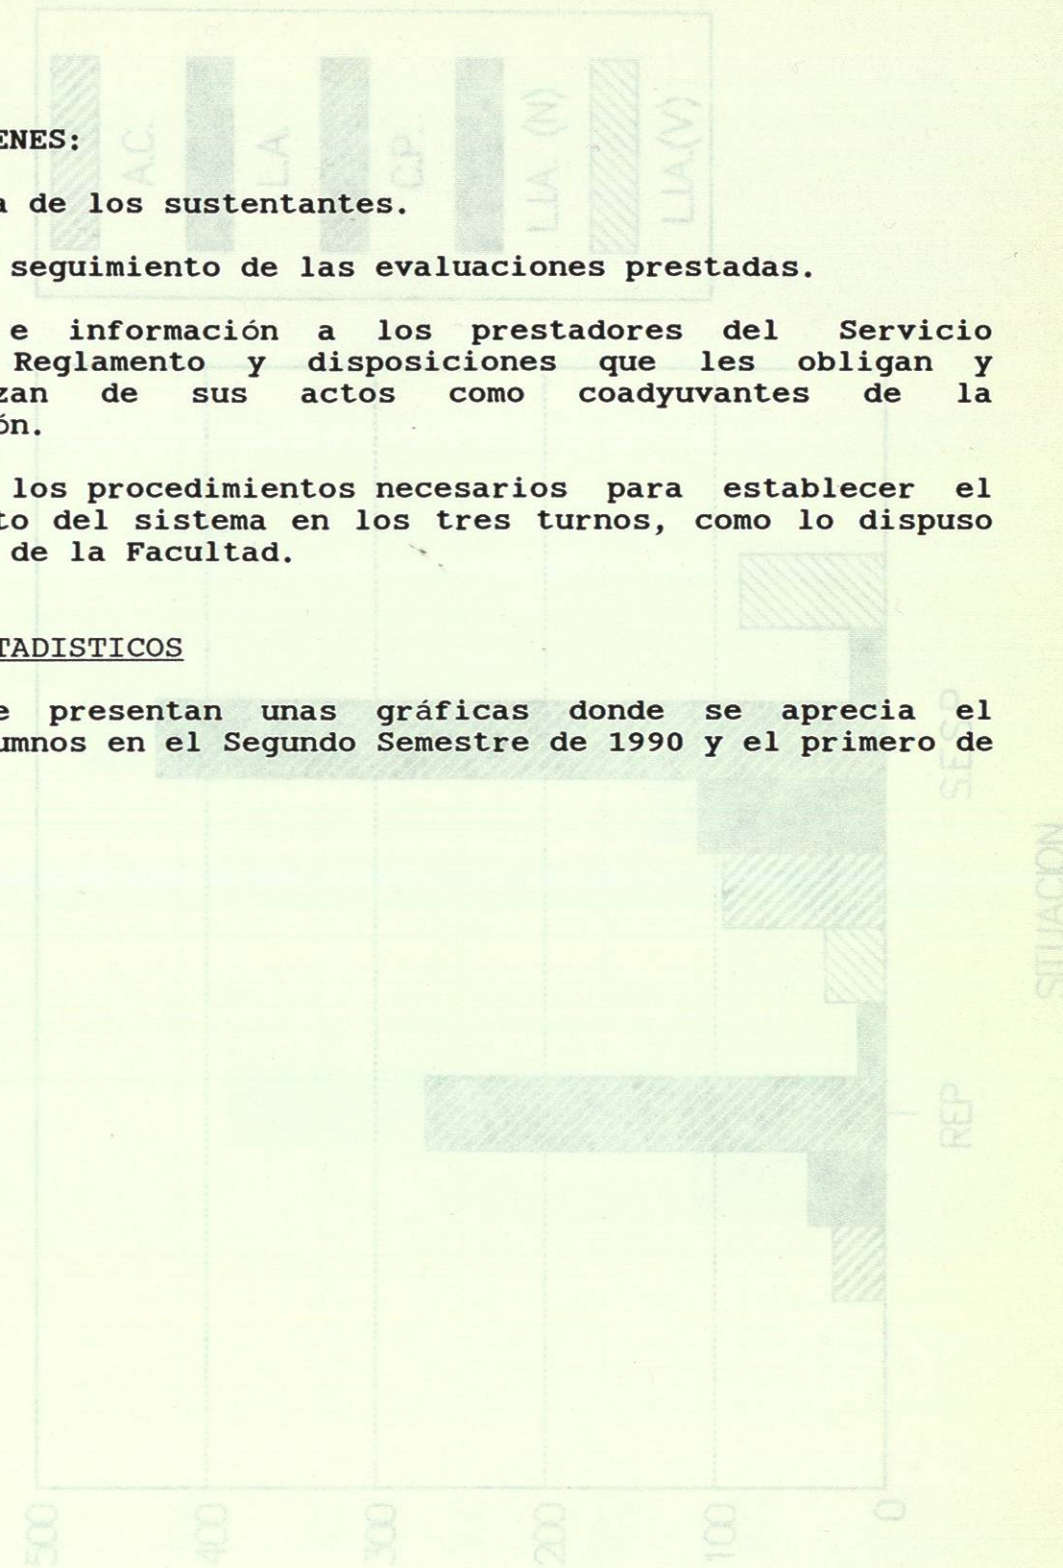 ENES:
a de los sustentantes.
seguimiento de las evaluaciones prestadas.
e información a los prestadores del Servicio
Reglamento y disposiciones que les obligan y
zan de sus actos como coadyuvantes de la
ón.
los procedimientos necesarios para establecer el
to del sistema en los tres turnos, como lo dispuso
de la Facultad.
TADISTICOS
e presentan unas gráficas donde se aprecia el
umnos en el Segundo Semestre de 1990 y el primero de
A.C.
L.A.
C.P.
L.I.A. (N)
L.I.A.(V)
REP
SITUACION
500
400
300
200
100
0